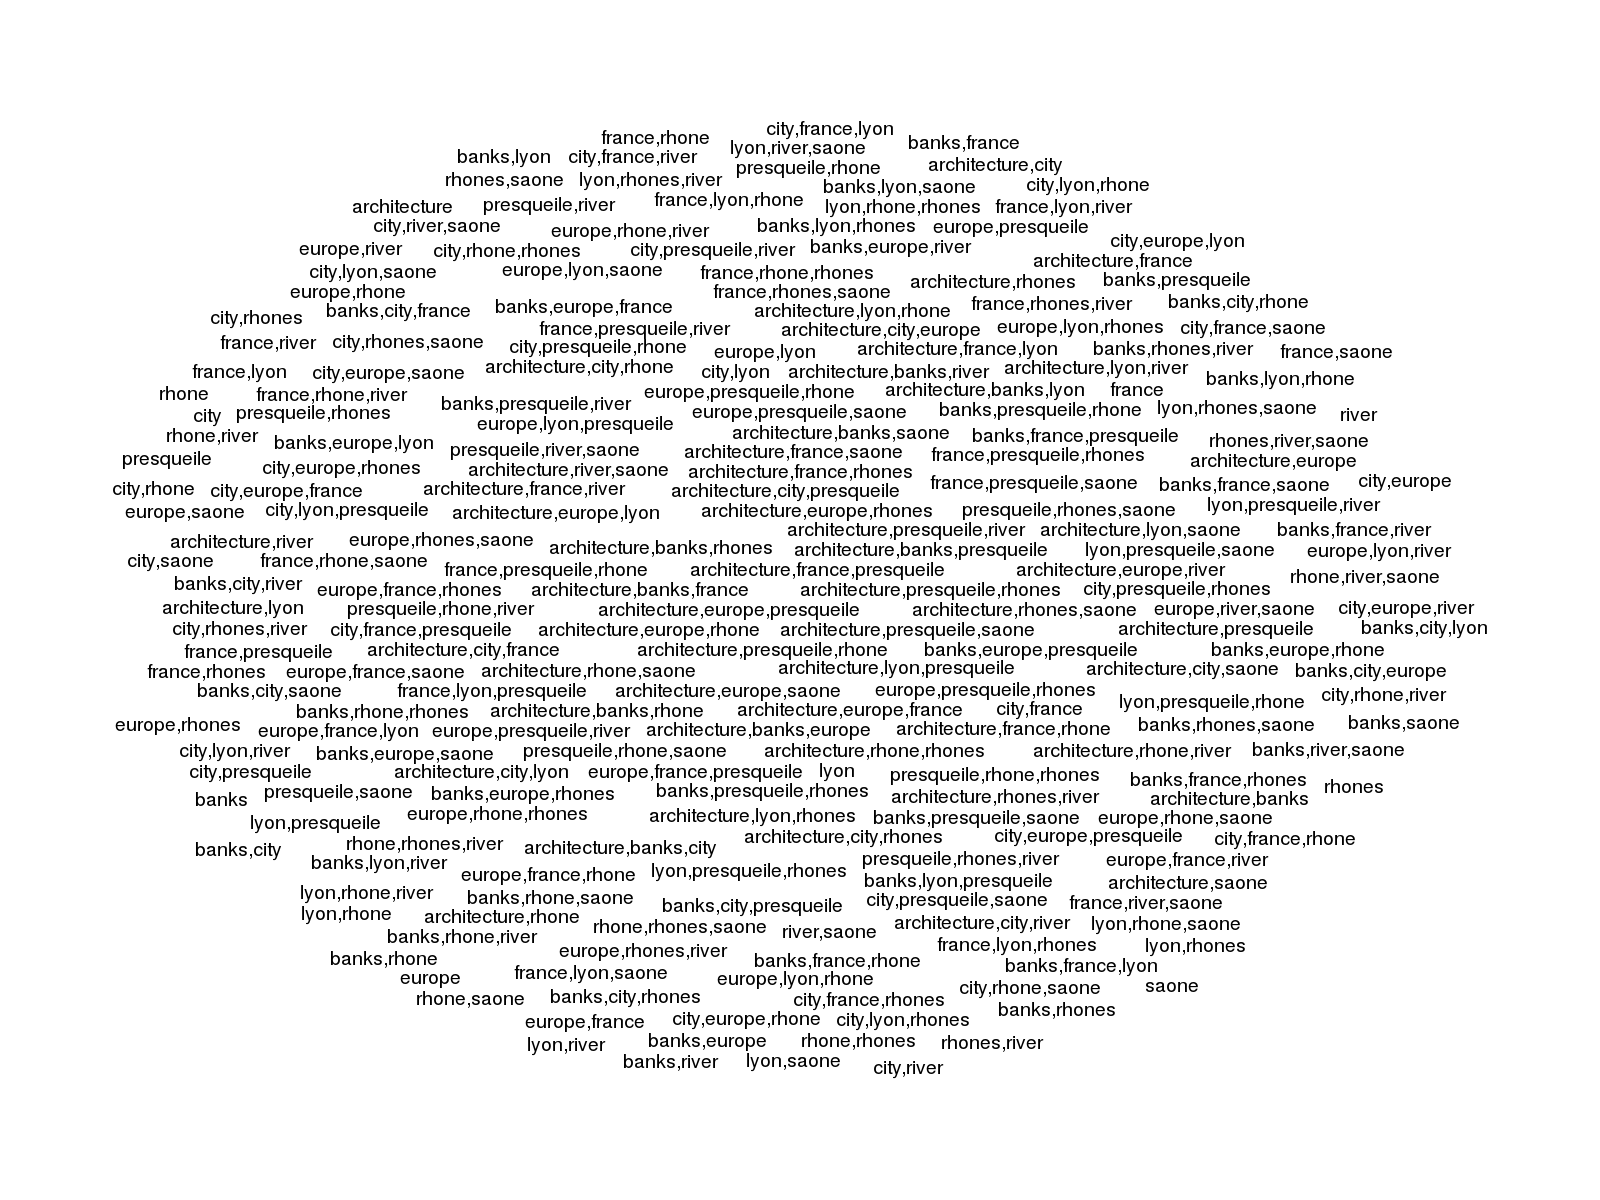 city,france,lyon
france,rhone banks,france
lyon,river,saone
banks,lyon city,france,river
presqueile,rhone architecture,city
rhones,saone lyon,rhones,river
banks,lyon,saone city,lyon,rhone
france,lyon,rhone
architecture presqueile,river lyon,rhone,rhones france,lyon,river
city,river,saone europe,rhone,river banks,lyon,rhones europe,presqueile
city,europe,lyon
europe,river city,rhone,rhones city,presqueile,river banks,europe,river
architecture,france
city,lyon,saone europe,lyon,saone france,rhone,rhones
architecture,rhones banks,presqueile
europe,rhone france,rhones,saone
banks,city,france banks,europe,france architecture,lyon,rhone france,rhones,river banks,city,rhone
city,rhones
france,presqueile,river architecture,city,europe europe,lyon,rhones city,france,saone
france,river city,rhones,saone city,presqueile,rhone europe,lyon architecture,france,lyon banks,rhones,river france,saone
france,lyon city,europe,saone architecture,city,rhone city,lyon architecture,banks,river architecture,lyon,river banks,lyon,rhone
rhone france,rhone,river europe,presqueile,rhone architecture,banks,lyon france
banks,presqueile,river
city presqueile,rhones europe,presqueile,saone banks,presqueile,rhone lyon,rhones,saone river
europe,lyon,presqueile
rhone,river banks,europe,lyon architecture,banks,saone banks,france,presqueile rhones,river,saone
presqueile presqueile,river,saone architecture,france,saone france,presqueile,rhones architecture,europe
city,europe,rhones architecture,river,saone architecture,france,rhones
city,rhone city,europe,france architecture,france,river architecture,city,presqueile france,presqueile,saone banks,france,saone city,europe
europe,saone city,lyon,presqueile architecture,europe,lyon architecture,europe,rhones presqueile,rhones,saone lyon,presqueile,river
architecture,presqueile,river architecture,lyon,saone banks,france,river
architecture,river europe,rhones,saone architecture,banks,rhones architecture,banks,presqueile lyon,presqueile,saone europe,lyon,river
city,saone france,rhone,saone france,presqueile,rhone architecture,france,presqueile architecture,europe,river rhone,river,saone
banks,city,river europe,france,rhones architecture,banks,france architecture,presqueile,rhones city,presqueile,rhones
architecture,lyon presqueile,rhone,river architecture,europe,presqueile architecture,rhones,saone europe,river,saone city,europe,river
city,rhones,river city,france,presqueile architecture,europe,rhone architecture,presqueile,saone architecture,presqueile banks,city,lyon
france,presqueile architecture,city,france architecture,presqueile,rhone banks,europe,presqueile banks,europe,rhone
france,rhones europe,france,saone architecture,rhone,saone architecture,lyon,presqueile architecture,city,saone banks,city,europe
banks,city,saone france,lyon,presqueile architecture,europe,saone europe,presqueile,rhones lyon,presqueile,rhone city,rhone,river
banks,rhone,rhones architecture,banks,rhone architecture,europe,france city,france
europe,rhones europe,france,lyon europe,presqueile,river architecture,banks,europe architecture,france,rhone banks,rhones,saone banks,saone
city,lyon,river banks,europe,saone presqueile,rhone,saone architecture,rhone,rhones architecture,rhone,river banks,river,saone
city,presqueile architecture,city,lyon europe,france,presqueile lyon presqueile,rhone,rhones banks,france,rhones rhones
banks presqueile,saone banks,europe,rhones banks,presqueile,rhones architecture,rhones,river architecture,banks
lyon,presqueile europe,rhone,rhones architecture,lyon,rhones banks,presqueile,saone europe,rhone,saone
architecture,city,rhones city,europe,presqueile city,france,rhone
banks,city rhone,rhones,river architecture,banks,city
banks,lyon,river presqueile,rhones,river europe,france,river
europe,france,rhone lyon,presqueile,rhones banks,lyon,presqueile architecture,saone
lyon,rhone,river banks,rhone,saone banks,city,presqueile city,presqueile,saone france,river,saone
lyon,rhone architecture,rhone rhone,rhones,saone river,saone architecture,city,river lyon,rhone,saone
banks,rhone,river europe,rhones,river france,lyon,rhones lyon,rhones
banks,rhone banks,france,rhone banks,france,lyon
europe france,lyon,saone europe,lyon,rhone city,rhone,saone saone
rhone,saone banks,city,rhones city,france,rhones banks,rhones
europe,france city,europe,rhone city,lyon,rhones
lyon,river banks,europe rhone,rhones rhones,river
banks,river lyon,saone city,river